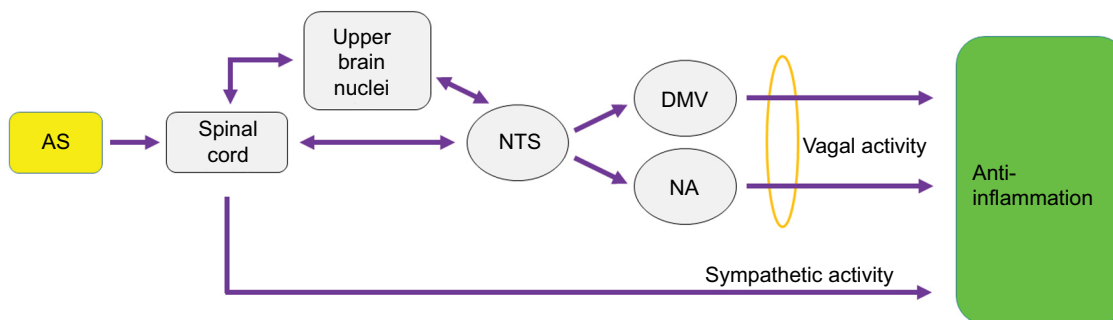 Upper
brain
nuclei
AS
Spinal
cord
NTS
DMV
NA
Vagal activity
Anti-
inflammation
Sympathetic activity